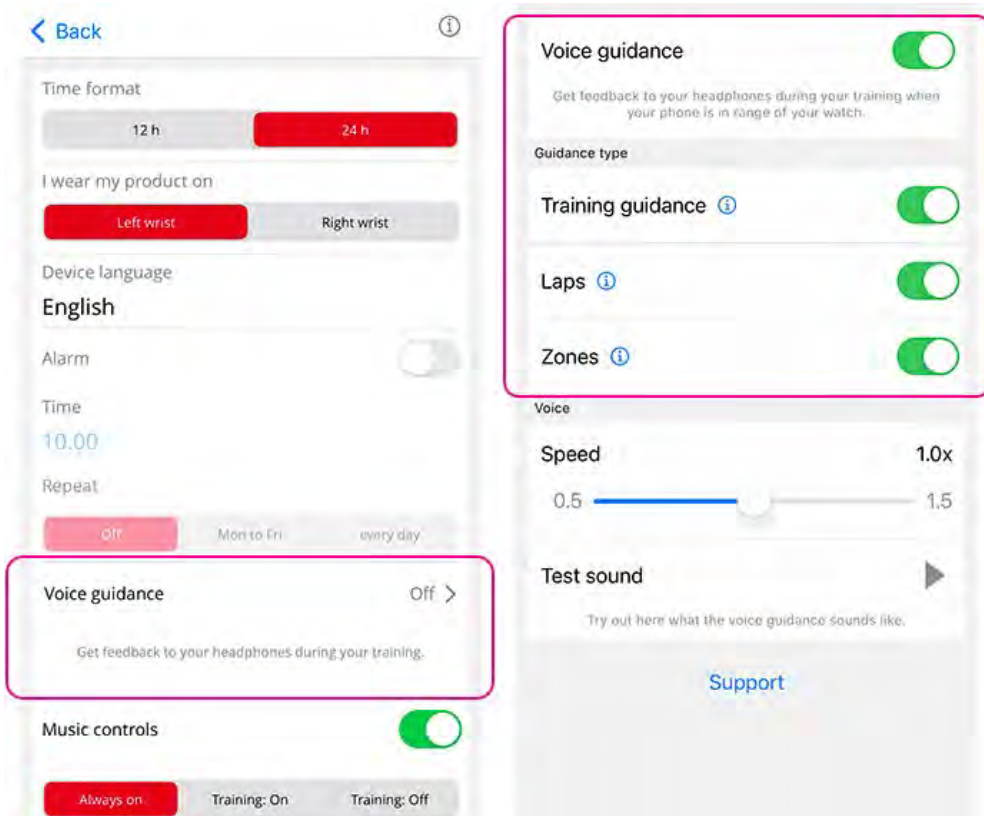 Back
Time format
12 h
24 h
I wear my product on
Left wrist
Right wrist
Device language
English
Alarm
Time
10.00
Repeat
Off
Mon to Fri
every day
Voice guidance
Off
Get feedback to your headphones during your training.
Music controls
Always on
Training: On
Training: Off
Voice guidance
Get feedback to your headphones during your training when
your phone is in range of your watch.
Guidance type
Training guidance
Laps
Zones
Voice
Speed
1.0x
0.5
1.5
Test sound
Try out here what the voice guidance sounds like.
Support